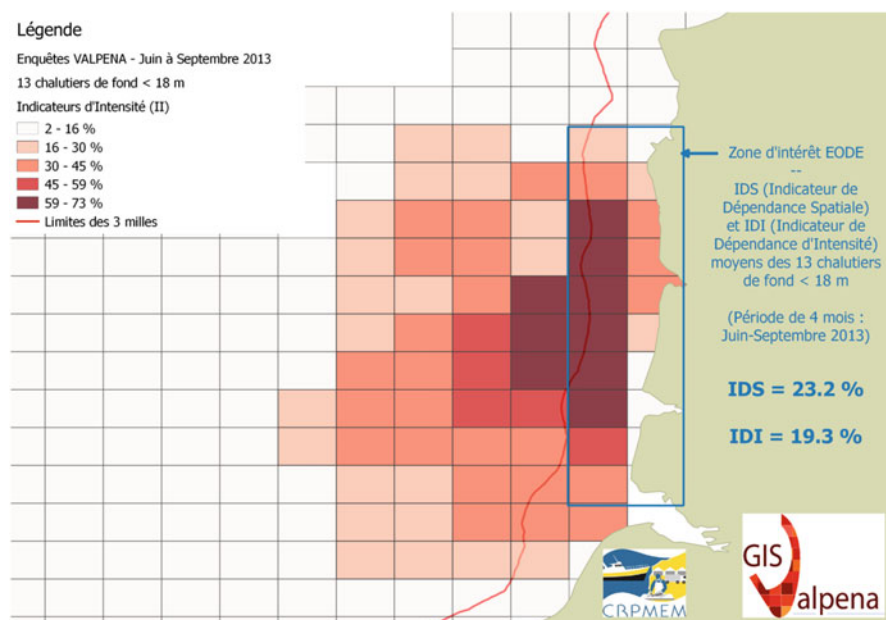 Légende
Enquêtes VALPENA - Juin à Septembre 2013
13 chalutiers de fond < 18 m
Indicateurs d'Intensité (II)
2 - 16 %
16 - 30 %
30 - 45 %
45 - 59 %
59 - 73 %
Limites des 3 milles
Zone d'intérêt EODE
--
IDS (Indicateur de
Dépendance Spatiale)
et IDI (Indicateur de
Dépendance d'Intensité)
moyens des 13 chalutiers
de fond < 18 m
(Période de 4 mois :
Juin-Septembre 2013)
IDS = 23.2 %
IDI = 19.3 %
CRPMEM
GIS
Valpena